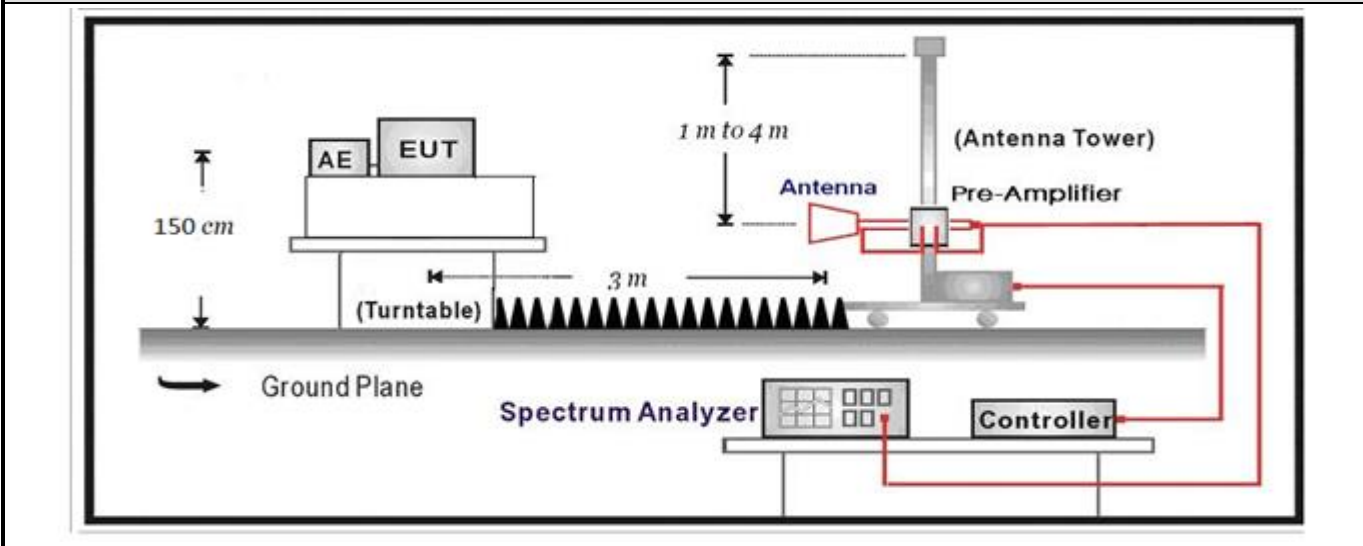 1 m to 4 m
(Antenna Tower)
AE
EUT
Antenna
Pre-Amplifier
150 cm
3 m
(Turntable)
Ground Plane
Spectrum Analyzer
Controller